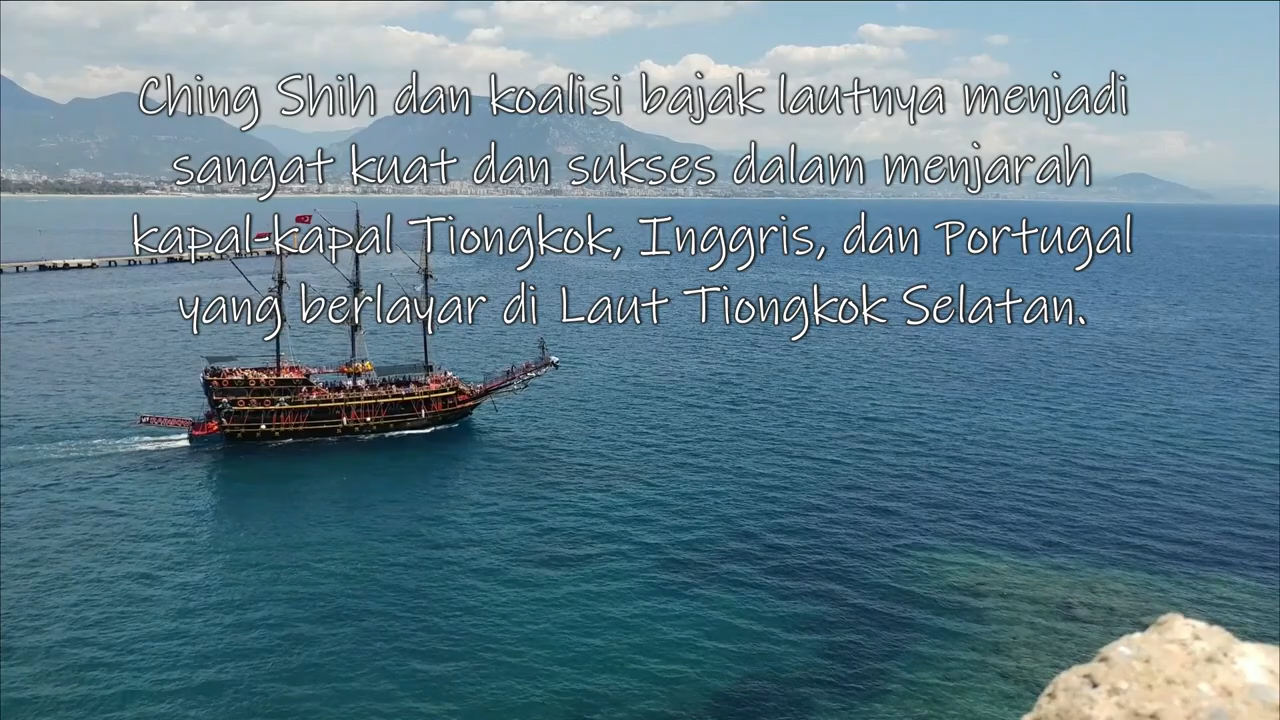 Ching Shih dan koalisi bajak lautnya menjadi
sangat kuat dan sukses dalam menjarah
kapal-kapal Tiongkok, Inggris, dan Portugal
yang berlayar di Laut Tiongkok Selatan.